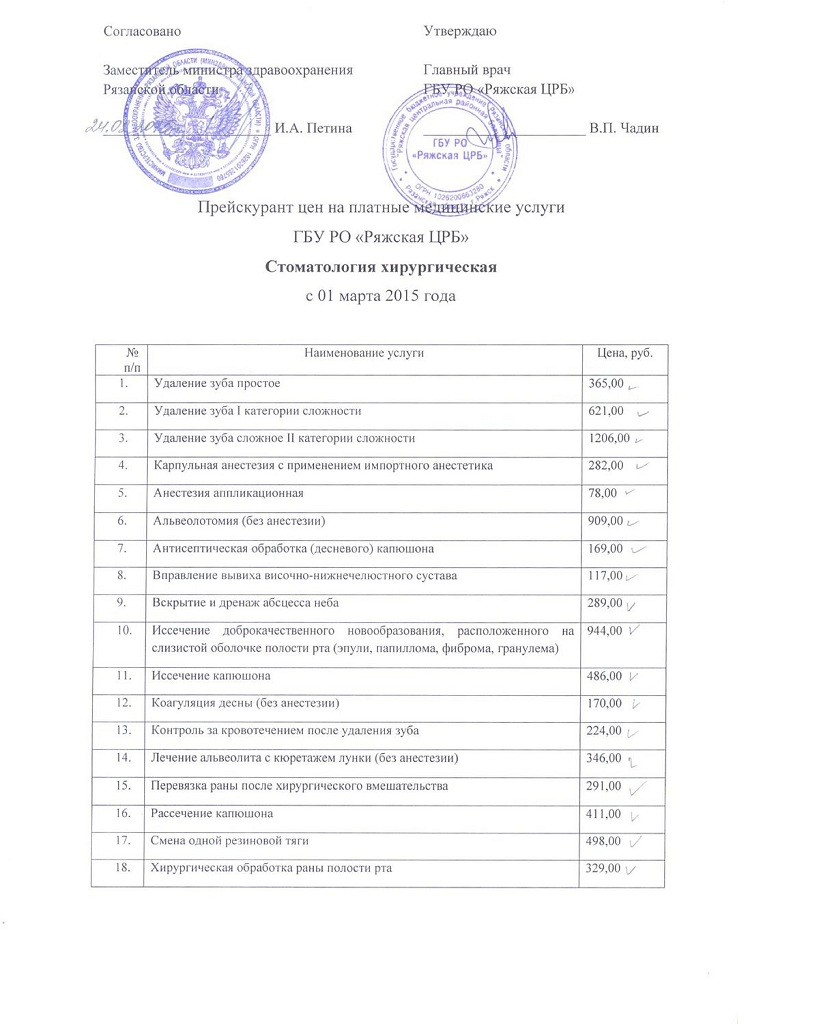 Согласовано Утверждаю
Заместитель министра здравоохранения Главный врач
Рязанской области ГБУ РО «Ряжская ЦРБ»
И.А. Петина В.П. Чадин
ГБУ РО
«Ряжская ЦРБ»
Прейскурант цен на платные медицинские услуги
ГБУ РО «Ряжская ЦРБ»
Стоматология хирургическая
с 01 марта 2015 года
№ Наименование услуги Цена, руб.
п/п
1. Удаление зуба простое 365,00
2. Удаление зуба I категории сложности 621,00
3. Удаление зуба сложное II категории сложности 1206,00
4. Карпульная анестезия с применением импортного анестетика 282,00
5. Анестезия аппликационная 78,00
6. Альвеолотомия (без анестезии) 909,00
7. Антисептическая обработка (десневого) капюшона 169,00
8. Вправление вывиха височно-нижнечелюстного сустава 117,00
9. Вскрытие и дренаж абсцесса неба 289,00
10. Иссечение доброкачественного новообразования, расположенного на 944,00
слизистой оболочке полости рта (эпули, папиллома, фиброма, гранулема)
11. Иссечение капюшона 486,00
12. Коагуляция десны (без анестезии) 170,00
13. Контроль за кровотечением после удаления зуба 224,00
14. Лечение альвеолита с кюретажем лунки (без анестезии) 346,00
15. Перевязка раны после хирургического вмешательства 291,00
16. Рассечение капюшона 411,00
17. Смена одной резиновой тяги 498,00
18. Хирургическая обработка раны полости рта 329,00